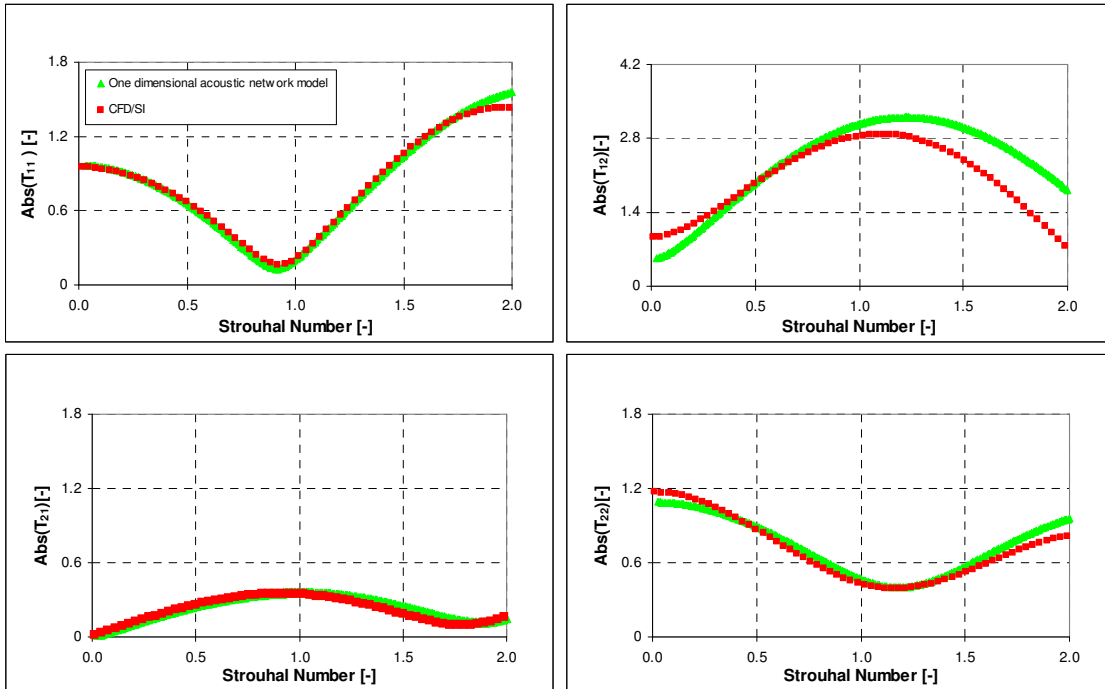 1.8
1.2
0.6
0
Abs(T11 ) [-]
One dimensional acoustic network model
CFD/SI
0.0 0.5 1.0 1.5 2.0
Strouhal Number [-]
4.2
2.8
1.4
0
Abs(T12)[-]
0.0 0.5 1.0 1.5 2.0
Strouhal Number [-]
1.8
1.2
0.6
0
Abs(T21)[-]
0.0 0.5 1.0 1.5 2.0
Strouhal Number [-]
1.8
1.2
0.6
0
Abs(T22)[-]
0.0 0.5 1.0 1.5 2.0
Strouhal Number [-]